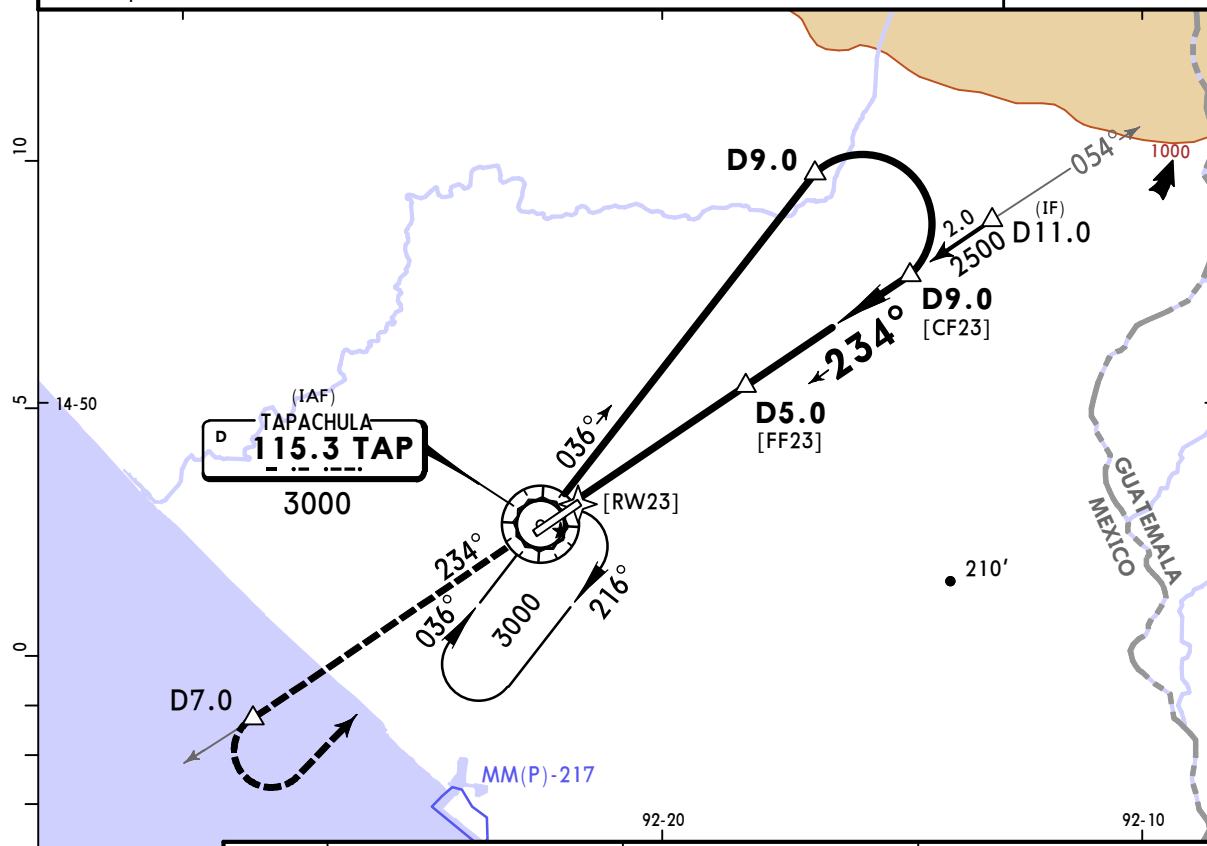 10
D9.0
054°
1000
(IF)
D11.0
2.0
2500
D9.0
[CF23]
234°
5
14-50
(IAF)
TAPACHULA
D
115.3 TAP
3000
036°
D5.0
[FF23]
[RW23]
GUATEMALA
MEXICO
234°
036°
3000
216°
210'
0
D7.0
MM(P)-217
92-20
92-10